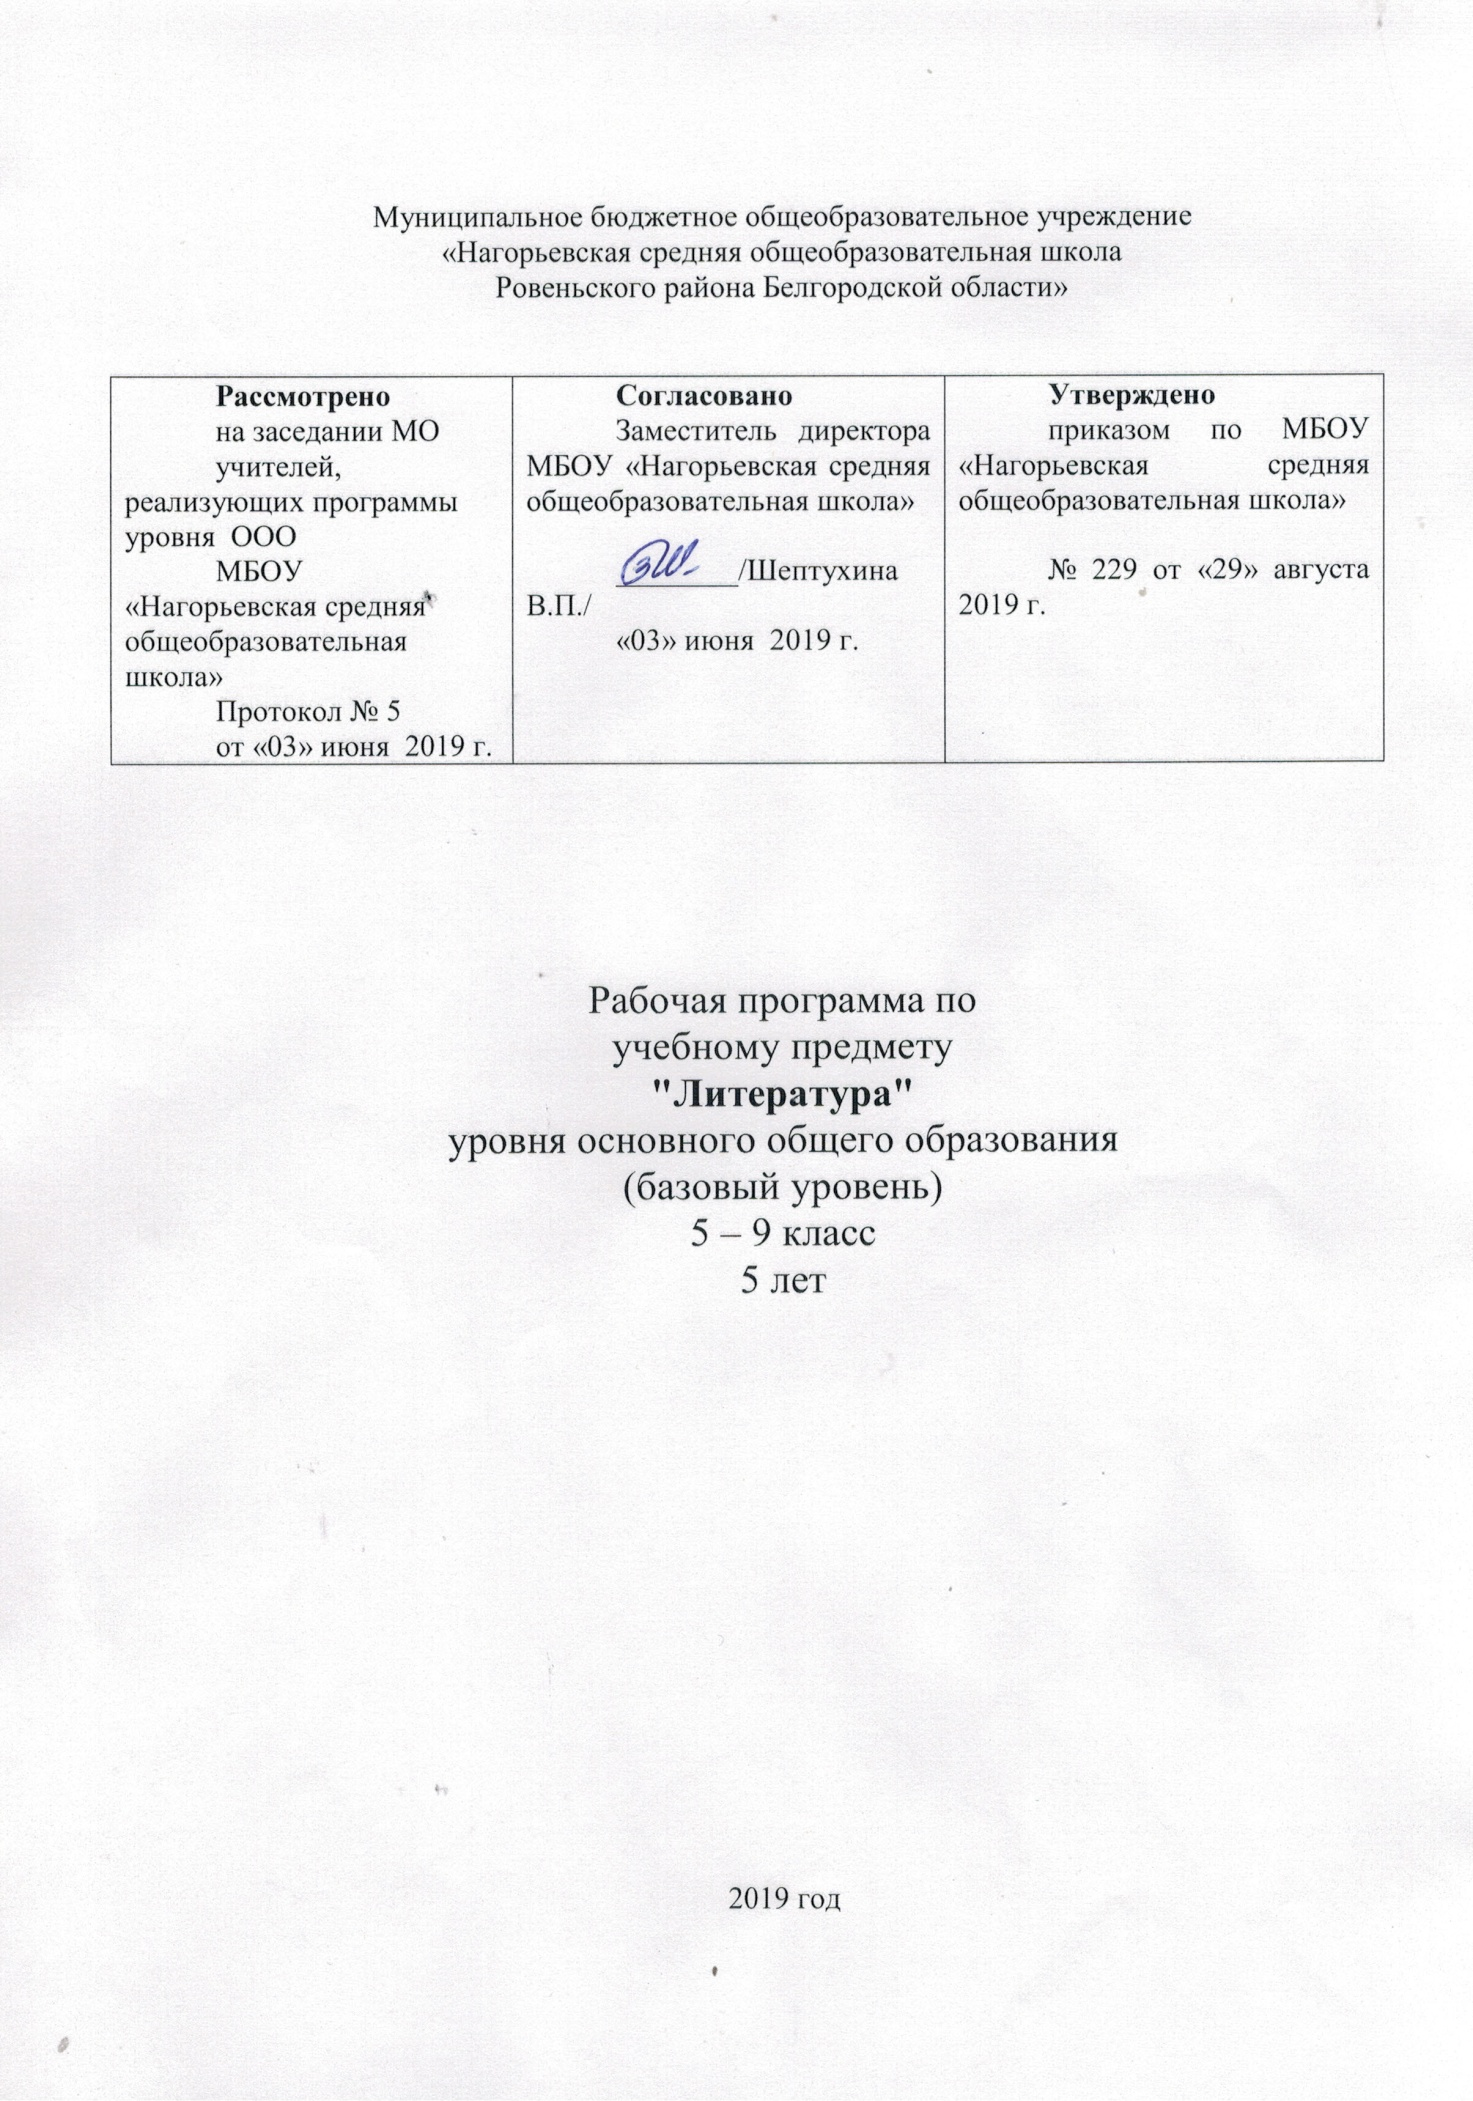 Муниципальное бюджетное общеобразовательное учреждение
«Нагорьевская средняя общеобразовательная школа
Ровеньского района Белгородской области»
Рассмотрено
на заседании МО
учителей,
реализующих программы
уровня ООО
МБОУ
«Нагорьевская средняя
общеобразовательная
школа»
Протокол № 5
от «03» июня 2019 г.
Согласовано
Заместитель директора
МБОУ «Нагорьевская средняя
общеобразовательная школа»
/Шептухина
В.П./
«03» июня 2019 г.
Утверждено
приказом по МБОУ
«Нагорьевская средняя
общеобразовательная школа»
№ 229 от «29» августа
2019 г.
Рабочая программа по
учебному предмету
"Литература"
уровня основного общего образования
(базовый уровень)
5 – 9 класс
5 лет
2019 год